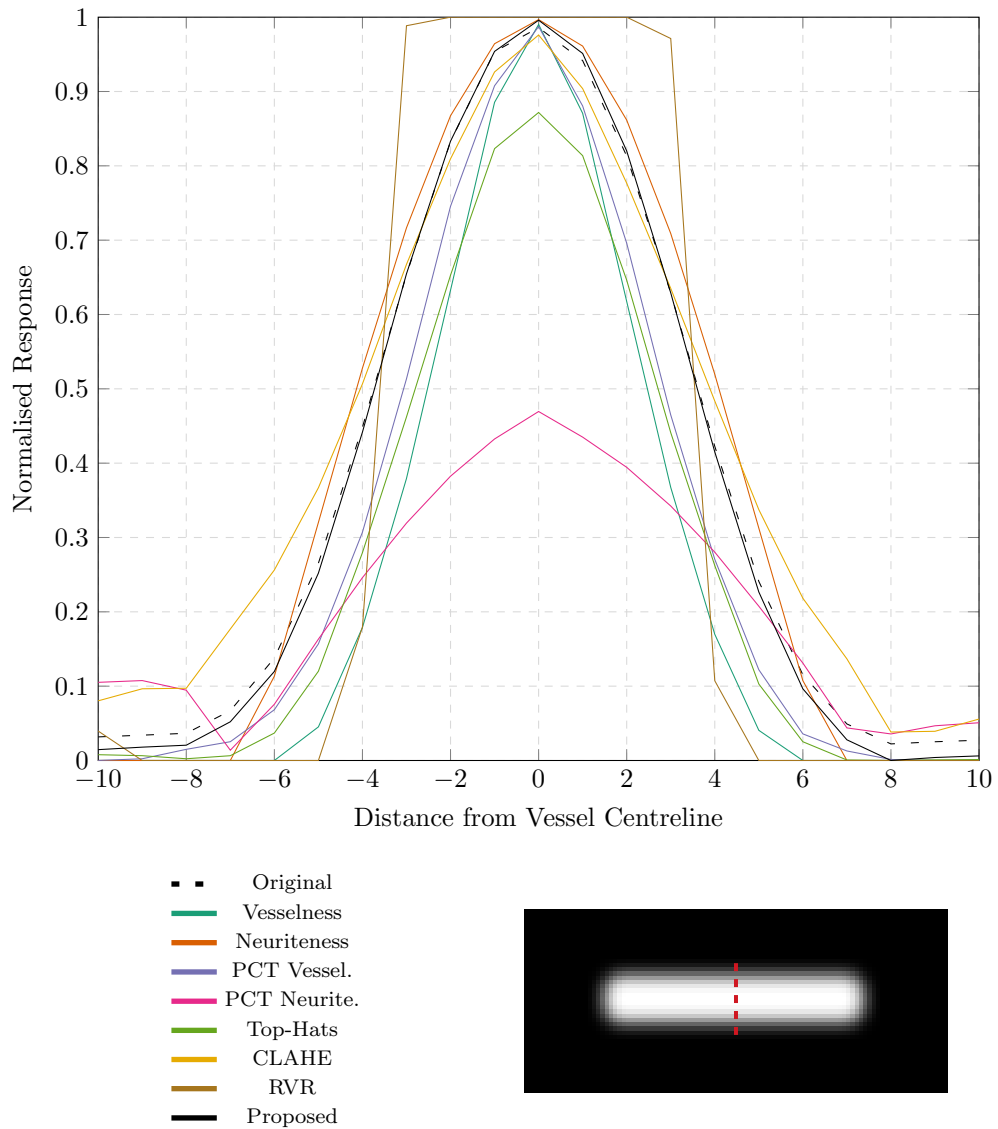 1
0.9
0.8
0.7
0.6
0.5
0.4
0.3
0.2
0.1
0
Normalised Response
−10 −8 −6 −4 −2 0 2 4 6 8 10
Distance from Vessel Centreline
Original
Vesselness
Neuriteness
PCT Vessel.
PCT Neurite.
Top-Hats
CLAHE
RVR
Proposed